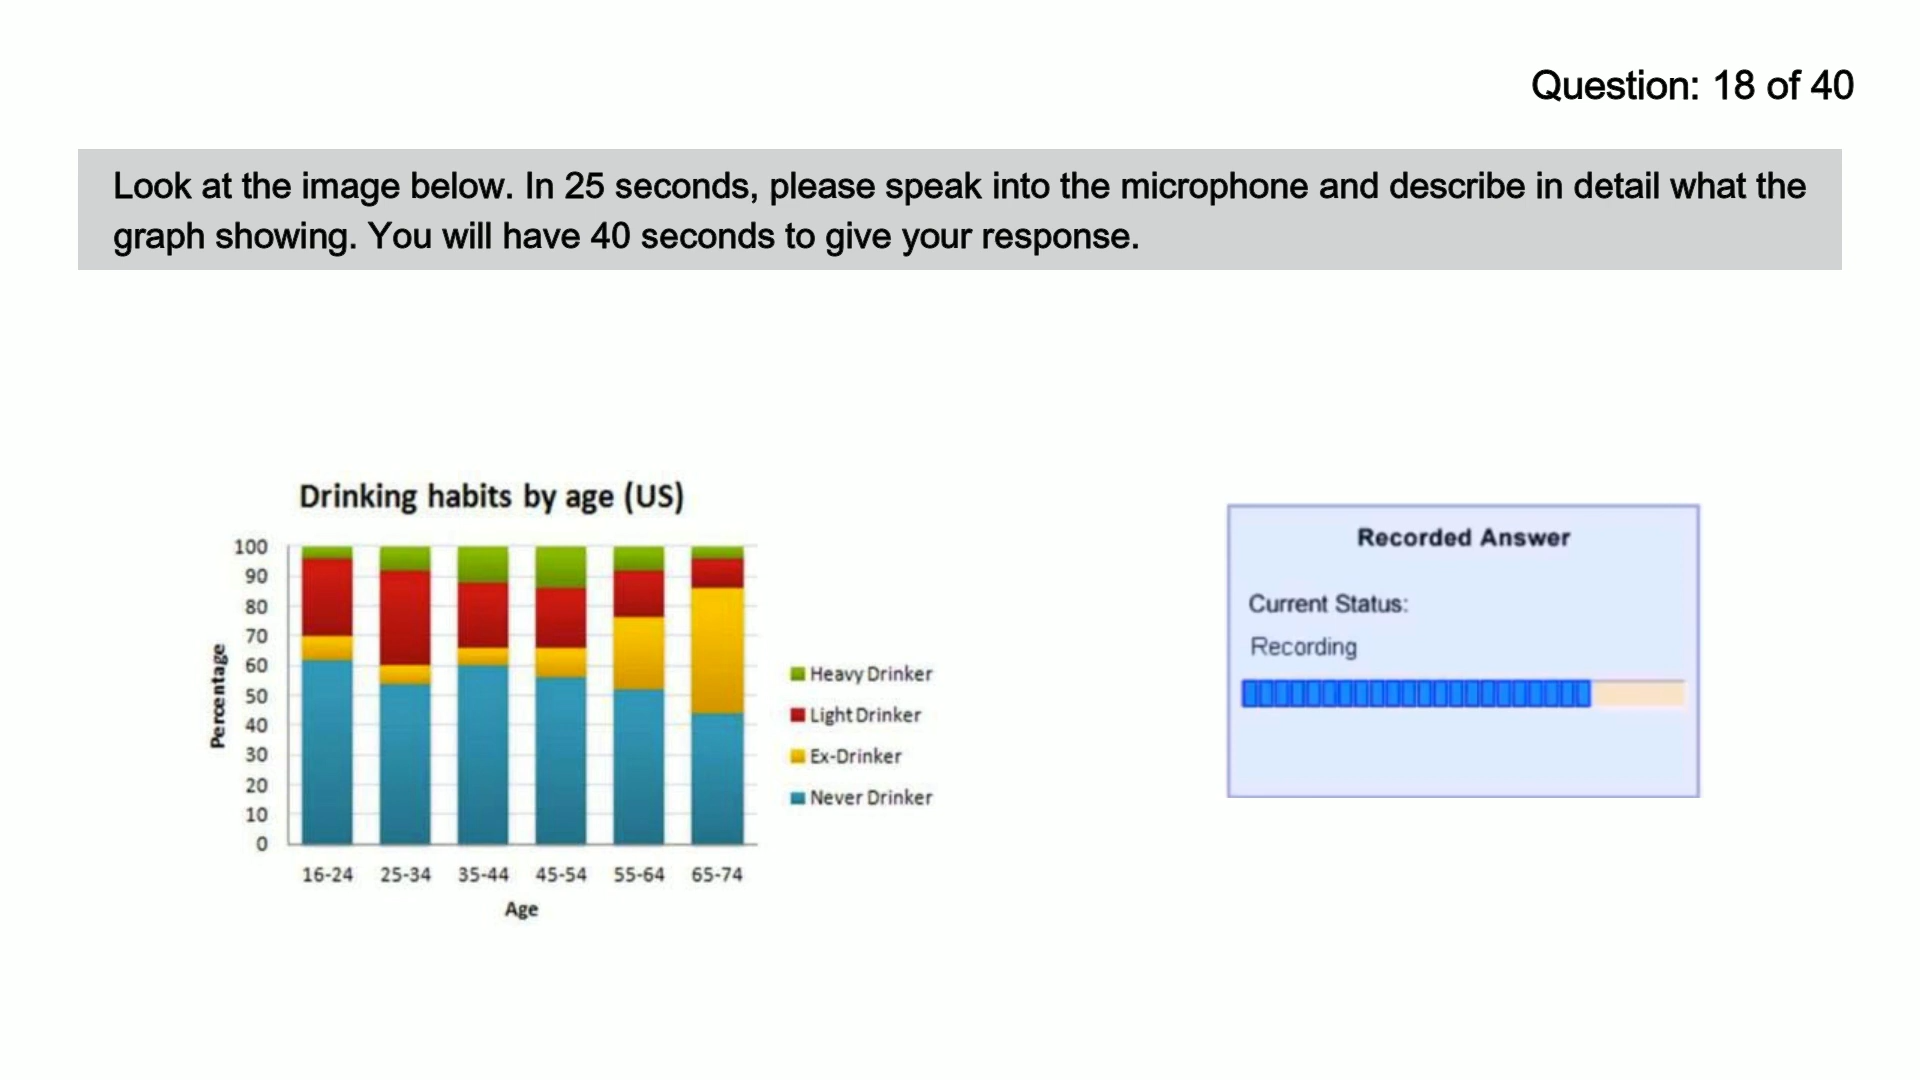 Question: 18 of 40
Look at the image below. In 25 seconds, please speak into the microphone and describe in detail what the
graph showing. You will have 40 seconds to give your response.
Drinking habits by age (US)
100
90
80
70
60
50
40
30
20
10
0
Percentage
16-24 25-34 35-44 45-54 55-64 65-74
Age
Heavy Drinker
Light Drinker
Ex-Drinker
Never Drinker
Recorded Answer
Current Status:
Recording